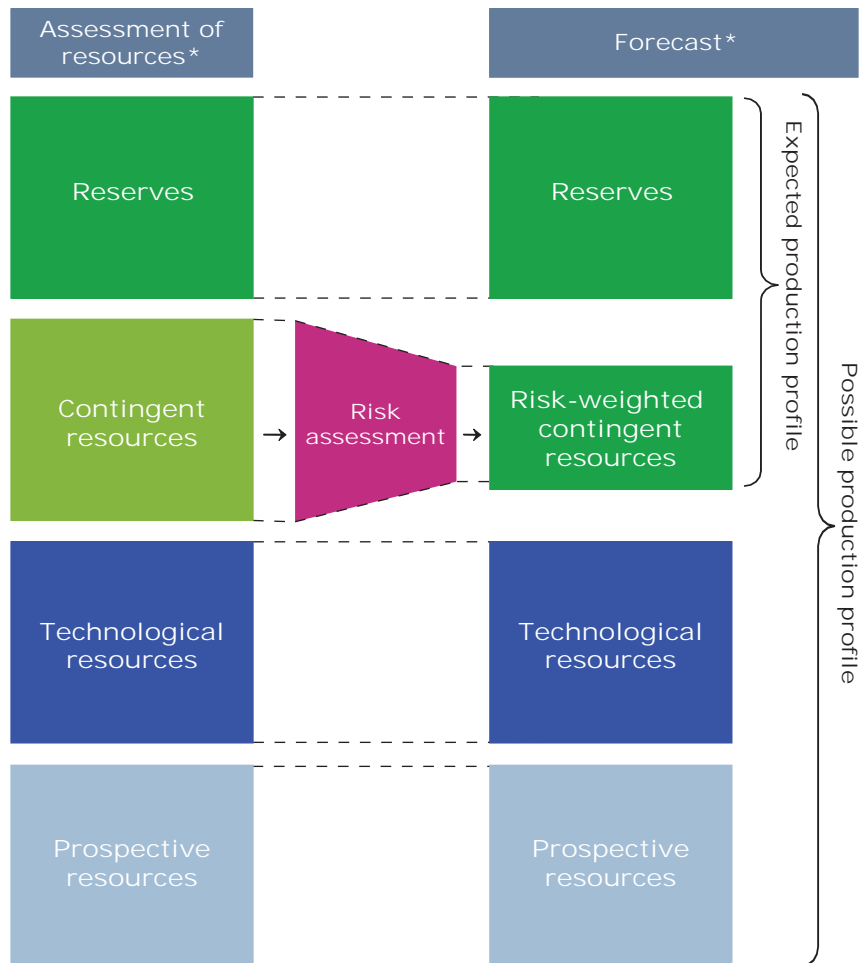 Assessment of
resources*
Forecast*
Reserves
Reserves
Expected production profile
Possible production profile
Contingent
resources
Risk
assessment
Risk-weighted
contingent
resources
Technological
resources
Technological
resources
Prospective
resources
Prospective
resources